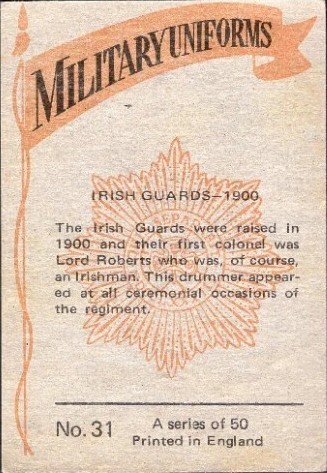 MILITARY UNIFORMS
IRISH GUARDS—1900
The Irish Guards were raised in
1900 and their first colonel was
Lord Roberts who was, of course,
an Irishman. This drummer appear-
ed at all ceremonial occasions of
the regiment.
No. 31
A series of 50
Printed in England